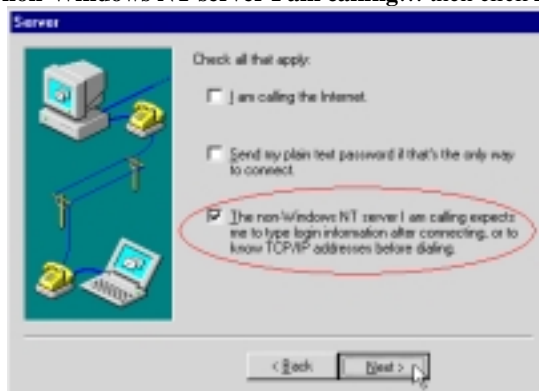 non-Windows NT server I am calling… then click
Server
Check all that apply:
I am calling the Internet.
Send my plain text password if that's the only way
to connect.
The non-Windows NT server I am calling expects
me to type login information after connecting, or to
know TCP/IP addresses before dialing.
< Back
Next >